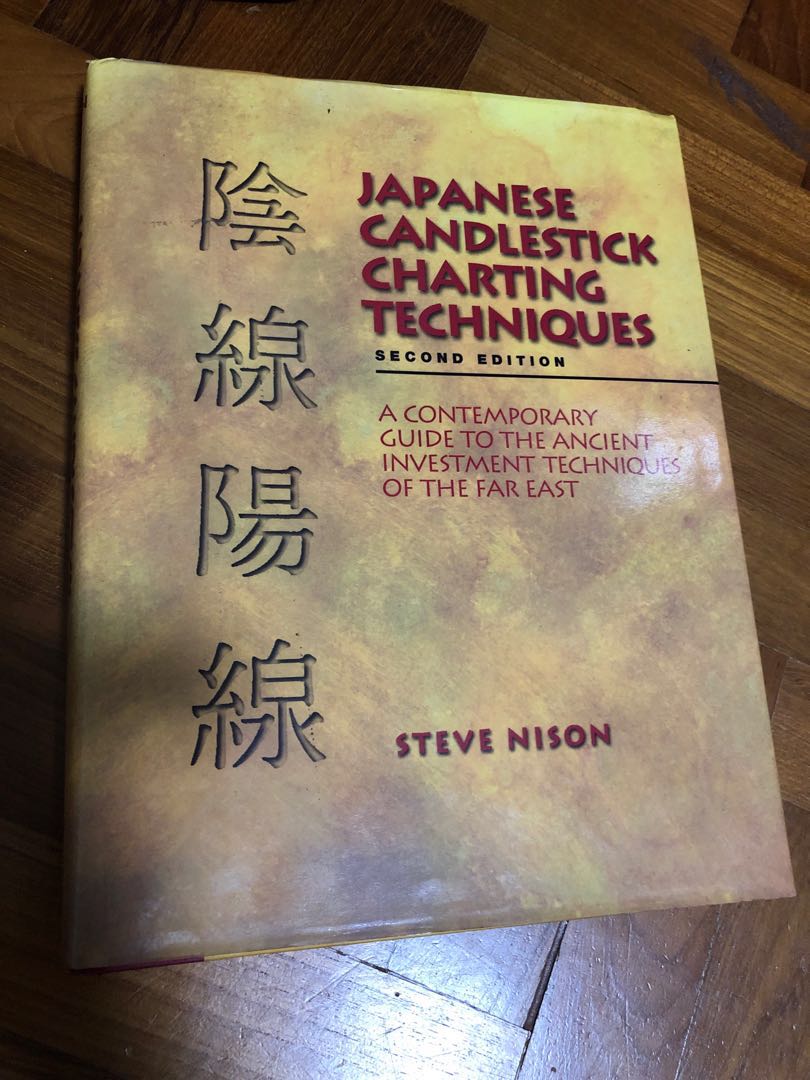 陰線陽線
JAPANESE
CANDLESTICK
CHARTING
TECHNIQUES
SECOND EDITION
A CONTEMPORARY
GUIDE TO THE ANCIENT
INVESTMENT TECHNIQUES
OF THE FAR EAST
STEVE NISON